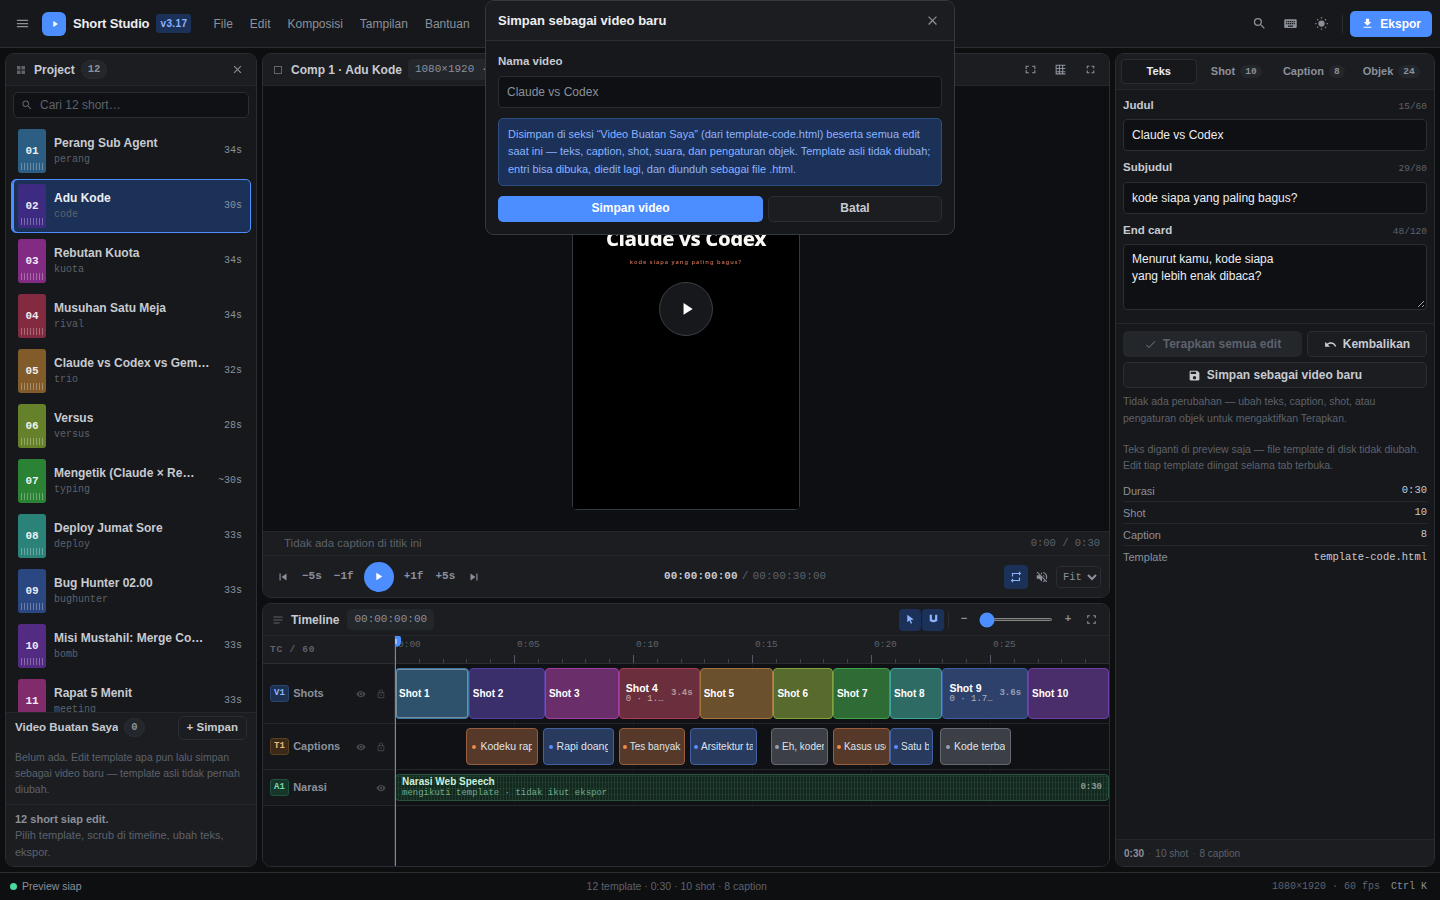 Short Studio v3.17 File Edit Komposisi Tampilan Bantuan
Ekspor
Simpan sebagai video baru
Nama video
Claude vs Codex
Disimpan di seksi “Video Buatan Saya” (dari template-code.html) beserta semua edit
saat ini — teks, caption, shot, suara, dan pengaturan objek. Template asli tidak diubah;
entri bisa dibuka, diedit lagi, dan diunduh sebagai file .html.
Simpan video Batal
Project 12
Cari 12 short…
01 Perang Sub Agent 34s
perang
02 Adu Kode 30s
code
03 Rebutan Kuota 34s
kuota
04 Musuhan Satu Meja 34s
rival
05 Claude vs Codex vs Gem… 32s
trio
06 Versus 28s
versus
07 Mengetik (Claude × Re… ~30s
typing
08 Deploy Jumat Sore 33s
deploy
09 Bug Hunter 02.00 33s
bughunter
10 Misi Mustahil: Merge Co… 33s
bomb
11 Rapat 5 Menit 33s
meeting
Video Buatan Saya 0 + Simpan
Belum ada. Edit template apa pun lalu simpan
sebagai video baru — template asli tidak pernah
diubah.
12 short siap edit.
Pilih template, scrub di timeline, ubah teks,
ekspor.
Comp 1 · Adu Kode 1080×1920 ·
Claude vs Codex
kode siapa yang paling bagus?
Tidak ada caption di titik ini 0:00 / 0:30
−5s −1f +1f +5s 00:00:00:00 / 00:00:30:00 Fit
Timeline 00:00:00:00 − +
TC / 60 0:00 0:05 0:10 0:15 0:20 0:25
V1 Shots
Shot 1 Shot 2 Shot 3 Shot 4 3.4s Shot 5 Shot 6 Shot 7 Shot 8 Shot 9 3.6s Shot 10
0 · 1.… 0 · 1.7…
T1 Captions
Kodeku rap Rapi doang Tes banyak Arsitektur ta Eh, koder Kasus us Satu b Kode terba
A1 Narasi
Narasi Web Speech 0:30
mengikuti template · tidak ikut ekspor
Teks Shot 10 Caption 8 Objek 24
Judul 15/60
Claude vs Codex
Subjudul 29/80
kode siapa yang paling bagus?
End card 48/120
Menurut kamu, kode siapa
yang lebih enak dibaca?
Terapkan semua edit Kembalikan
Simpan sebagai video baru
Tidak ada perubahan — ubah teks, caption, shot, atau
pengaturan objek untuk mengaktifkan Terapkan.
Teks diganti di preview saja — file template di disk tidak diubah.
Edit tiap template diingat selama tab terbuka.
Durasi 0:30
Shot 10
Caption 8
Template template-code.html
0:30 · 10 shot · 8 caption
Preview siap 12 template · 0:30 · 10 shot · 8 caption 1080×1920 · 60 fps Ctrl K